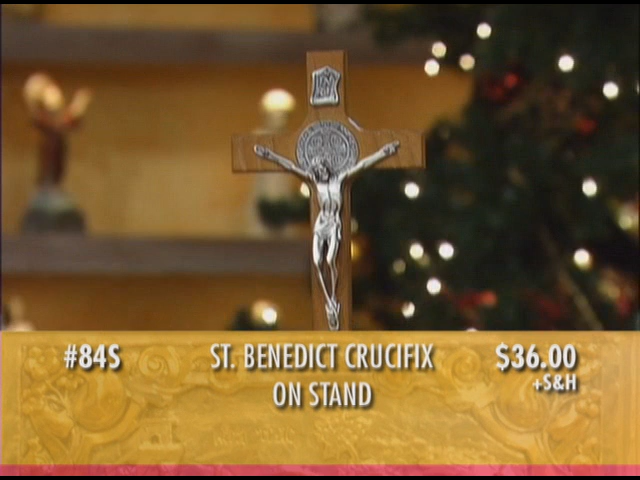 #84S
ST. BENEDICT CRUCIFIX
ON STAND
$36.00
+S&H